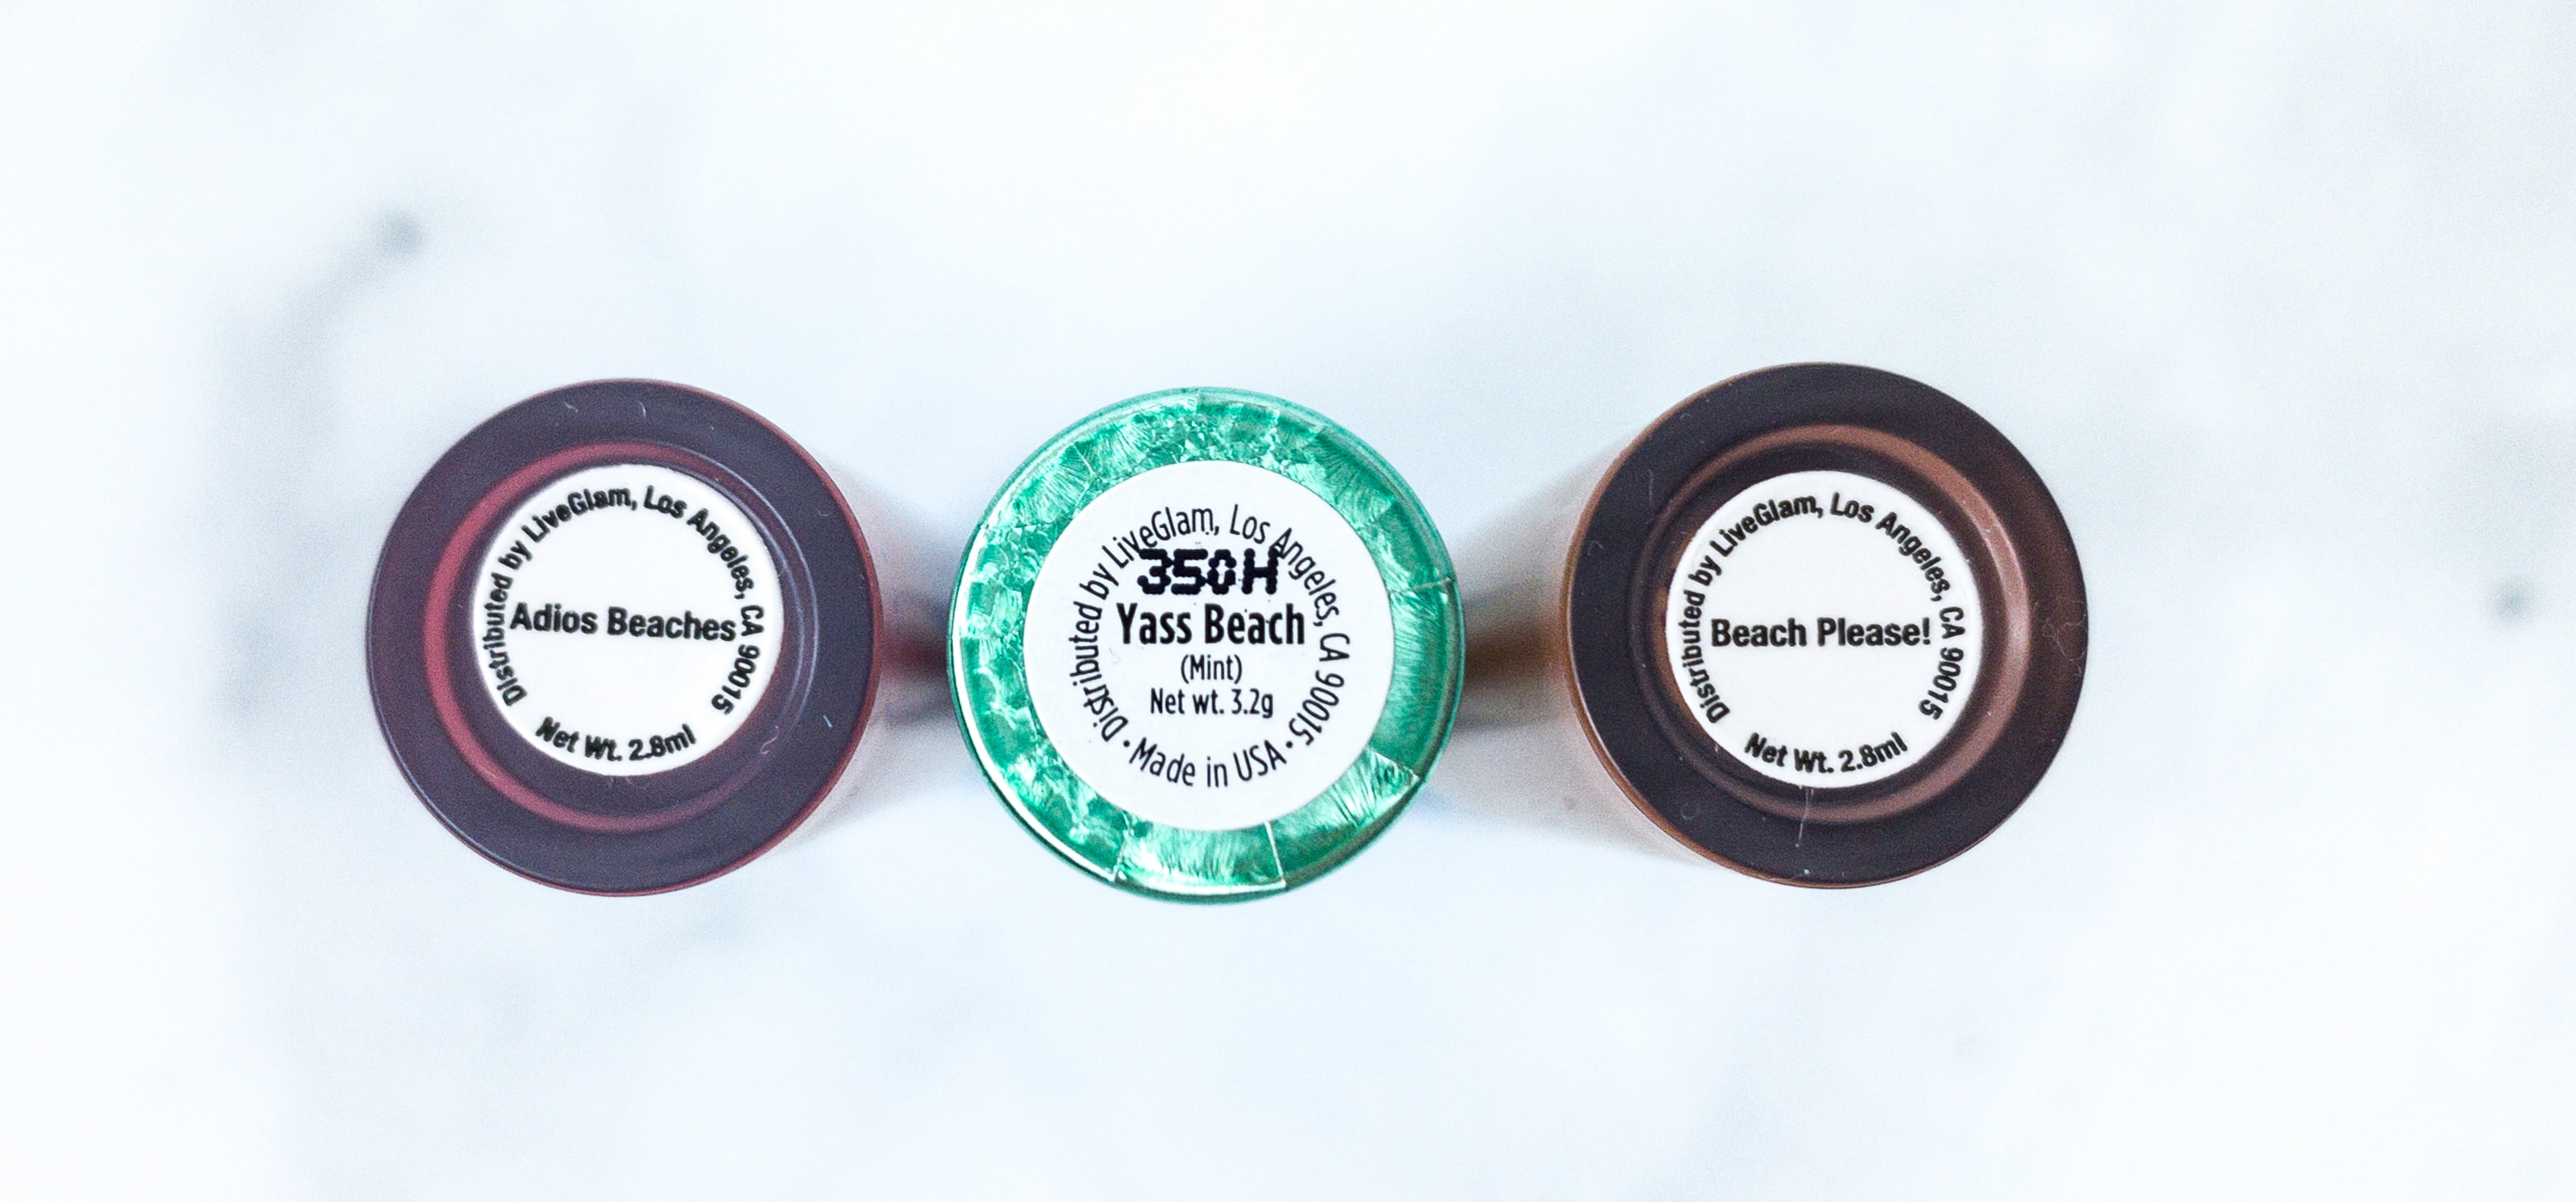 Distributed by LiveGlam, Los Angeles, CA 90015
Adios Beaches
Net Wt. 2.8ml
Distributed by LiveGlam, Los Angeles, CA 90015
350H
Yass Beach
(Mint)
Net wt. 3.2g
• Made in USA •
Distributed by LiveGlam, Los Angeles, CA 90015
Beach Please!
Net Wt. 2.8ml